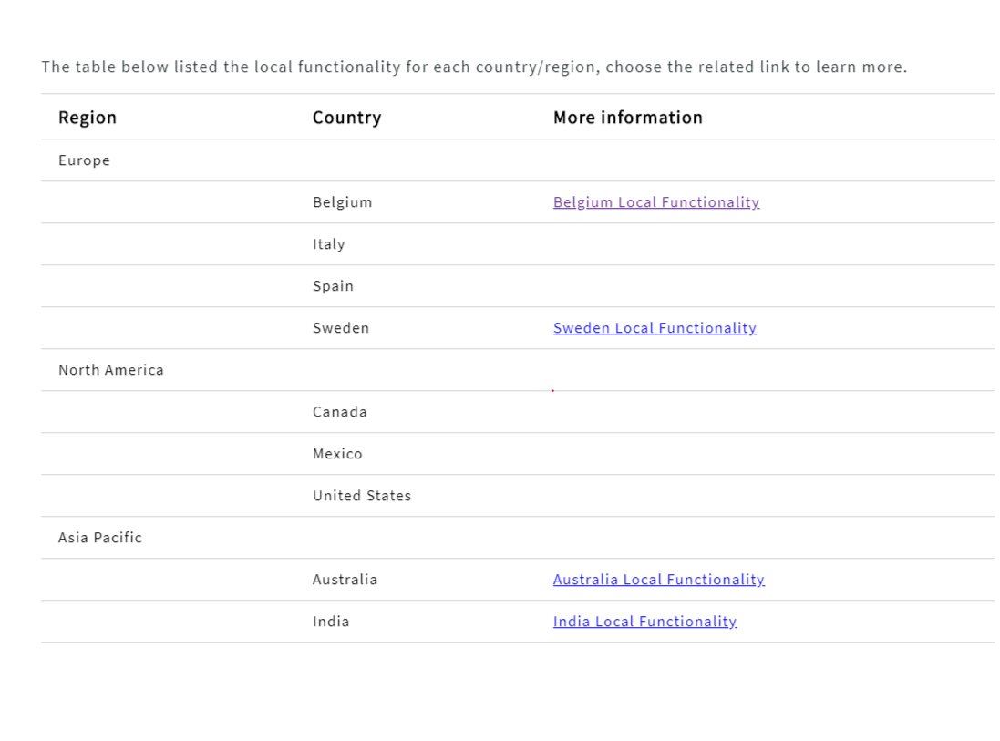 The table below listed the local functionality for each country/region, choose the related link to learn more.
Region Country More information
Europe
Belgium Belgium Local Functionality
Italy
Spain
Sweden Sweden Local Functionality
North America
Canada
Mexico
United States
Asia Pacific
Australia Australia Local Functionality
India India Local Functionality